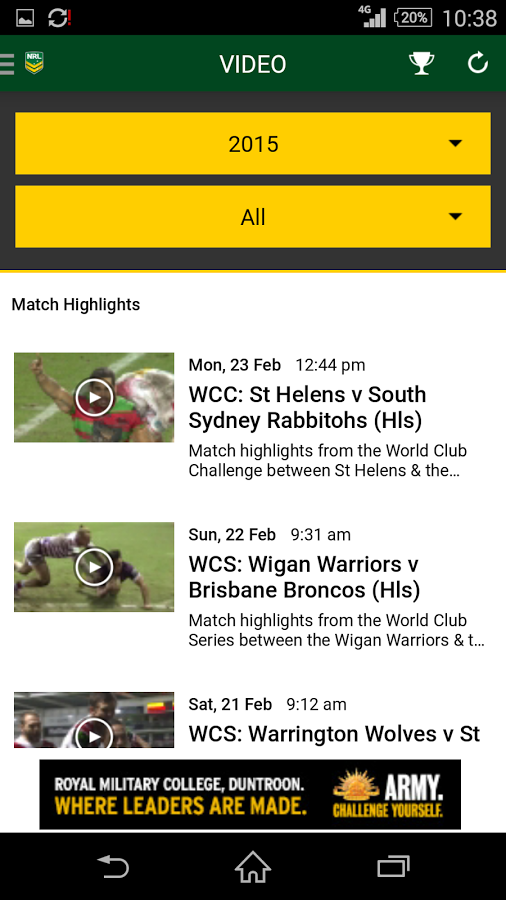 4G
20%
10:38
NRL
VIDEO
2015
All
Match Highlights
Mon, 23 Feb 12:44 pm
WCC: St Helens v South
Sydney Rabbitohs (Hls)
Match highlights from the World Club
Challenge between St Helens & the…
Sun, 22 Feb 9:31 am
WCS: Wigan Warriors v
Brisbane Broncos (Hls)
Match highlights from the World Club
Series between the Wigan Warriors & t…
Sat, 21 Feb 9:12 am
WCS: Warrington Wolves v St
ROYAL MILITARY COLLEGE, DUNTROON.
WHERE LEADERS ARE MADE.
ARMY.
CHALLENGE YOURSELF.